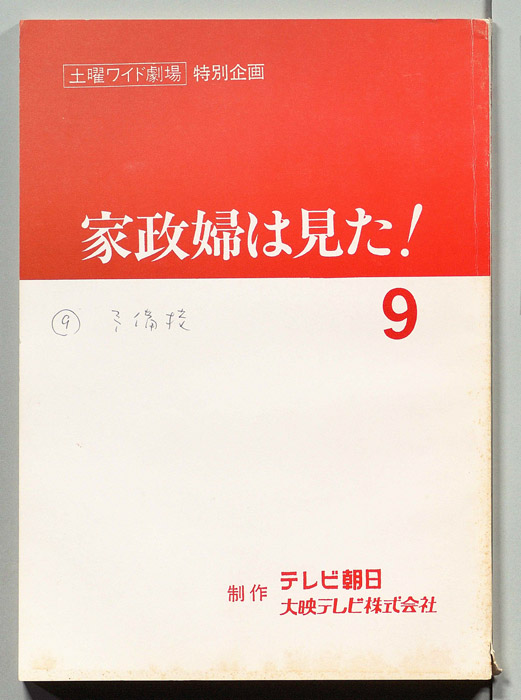 土曜ワイド劇場 特別企画
家政婦は見た!
9
⑨ 予備校
制作 テレビ朝日
大映テレビ株式会社